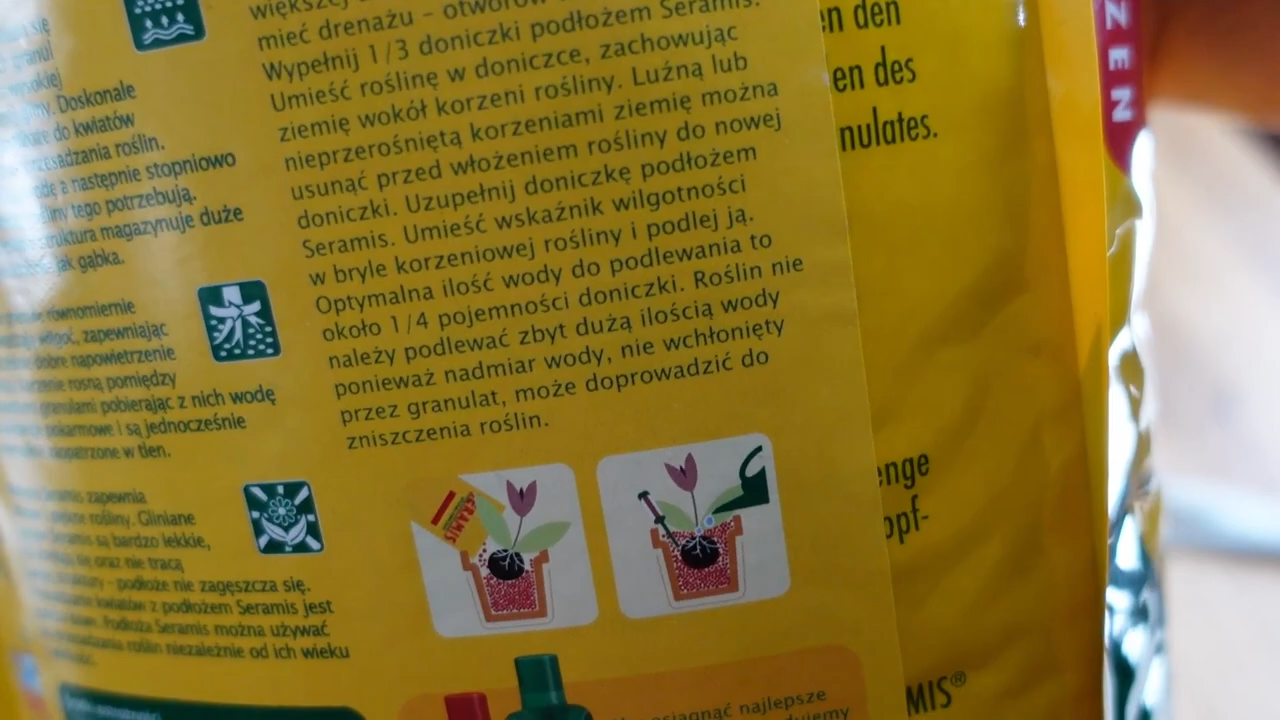 się
granul
wysokiej
Doskonale
do kwiatów
przesadzania roślin.
a następnie stopniowo
tego potrzebują.
struktura magazynuje duże
jak gąbka.
równomiernie
zapewniając
dobre napowietrzenie
rosną pomiędzy
granulami pobierając z nich wodę
pokarmowe i są jednocześnie
zaopatrzone w tlen.
Seramis zapewnia
rośliny. Gliniane
Seramis są bardzo lekkie,
oraz nie tracą
- podłoże nie zagęszcza się.
kwiatów z podłożem Seramis jest
Podłoża Seramis można używać
roślin niezależnie od ich wieku
większej
mieć drenażu - otworów
Wypełnij 1/3 doniczki podłożem Seramis.
Umieść roślinę w doniczce, zachowując
ziemię wokół korzeni rośliny. Luźną lub
nieprzerośniętą korzeniami ziemię można
usunąć przed włożeniem rośliny do nowej
doniczki. Uzupełnij doniczkę podłożem
Seramis. Umieść wskaźnik wilgotności
w bryle korzeniowej rośliny i podlej ją.
Optymalna ilość wody do podlewania to
około 1/4 pojemności doniczki. Roślin nie
należy podlewać zbyt dużą ilością wody
ponieważ nadmiar wody, nie wchłonięty
przez granulat, może doprowadzić do
zniszczenia roślin.
SERAMIS
osiągnąć najlepsze
en den
en des
nulates.
enge
opf-
MIS®
ZEN